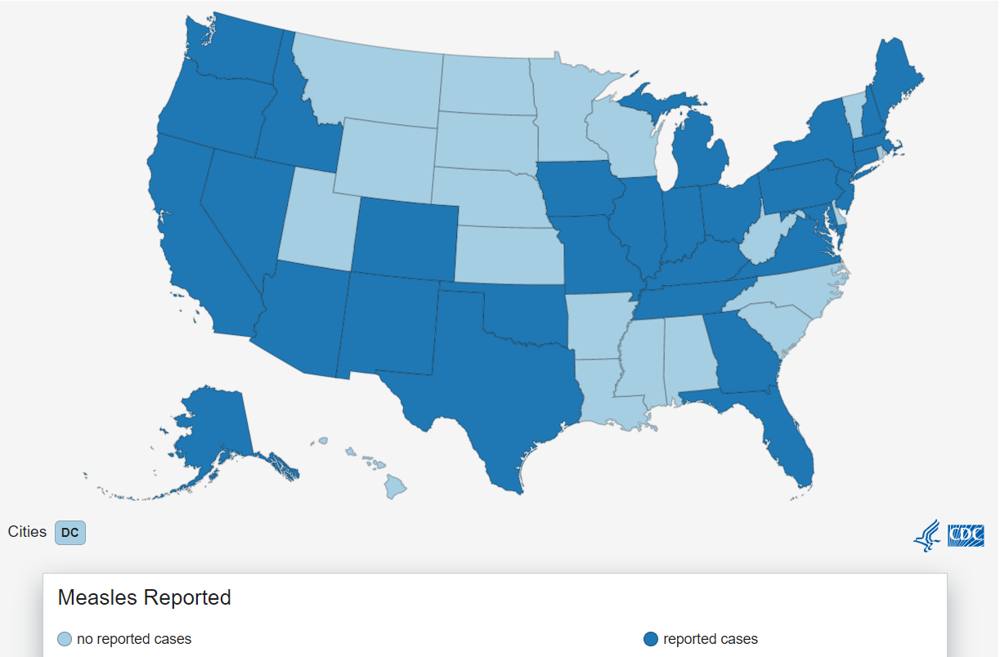 Cities DC
CDC
Measles Reported
no reported cases
reported cases